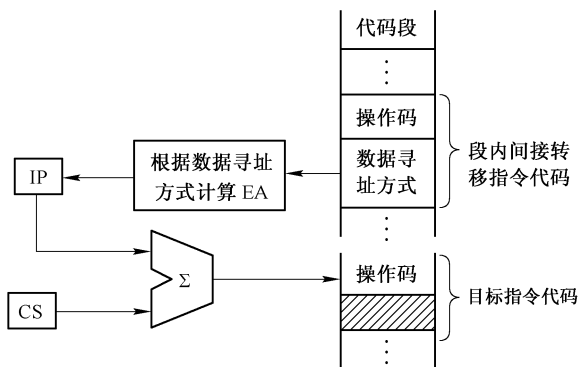 代码段
操作码
数据寻
址方式
段内间接转
移指令代码
根据数据寻址
方式计算 EA
IP
Σ
CS
操作码
目标指令代码